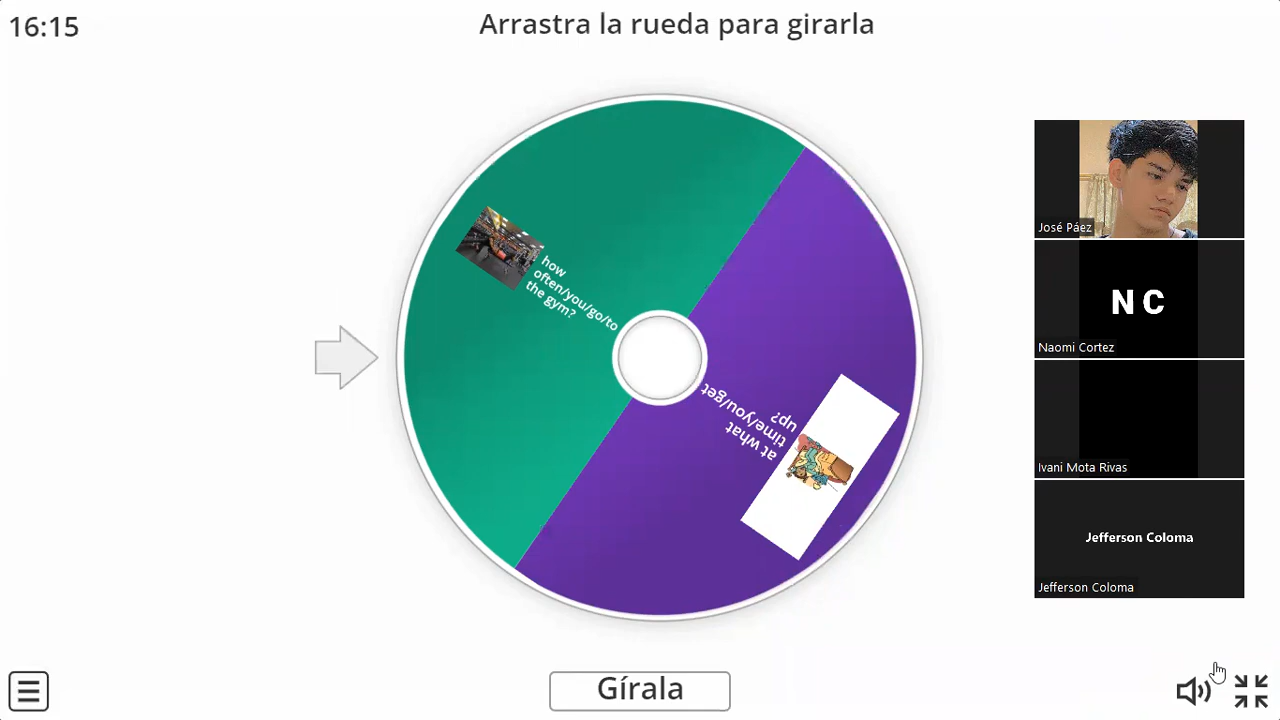 16:15
Arrastra la rueda para girarla
how
often/you/go/to
the gym?
at what
time/you/get
up?
José Páez
N C
Naomi Cortez
Ivani Mota Rivas
Jefferson Coloma
Jefferson Coloma
Gírala